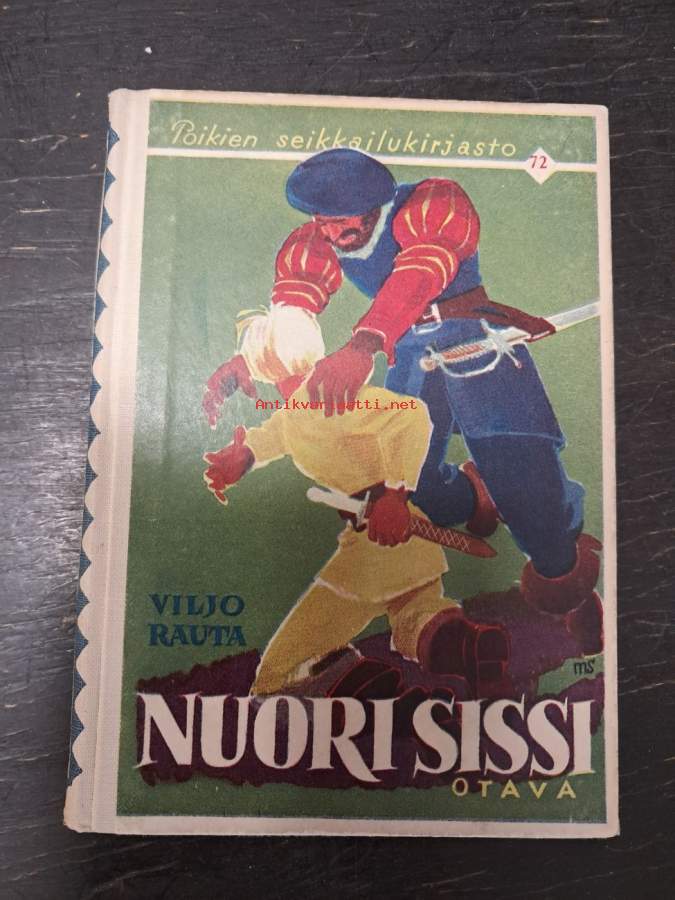 Poikien seikkailukirjasto
72
Antikvariaatti.net
VILJO
RAUTA
ms
NUORI SISSI
OTAVA